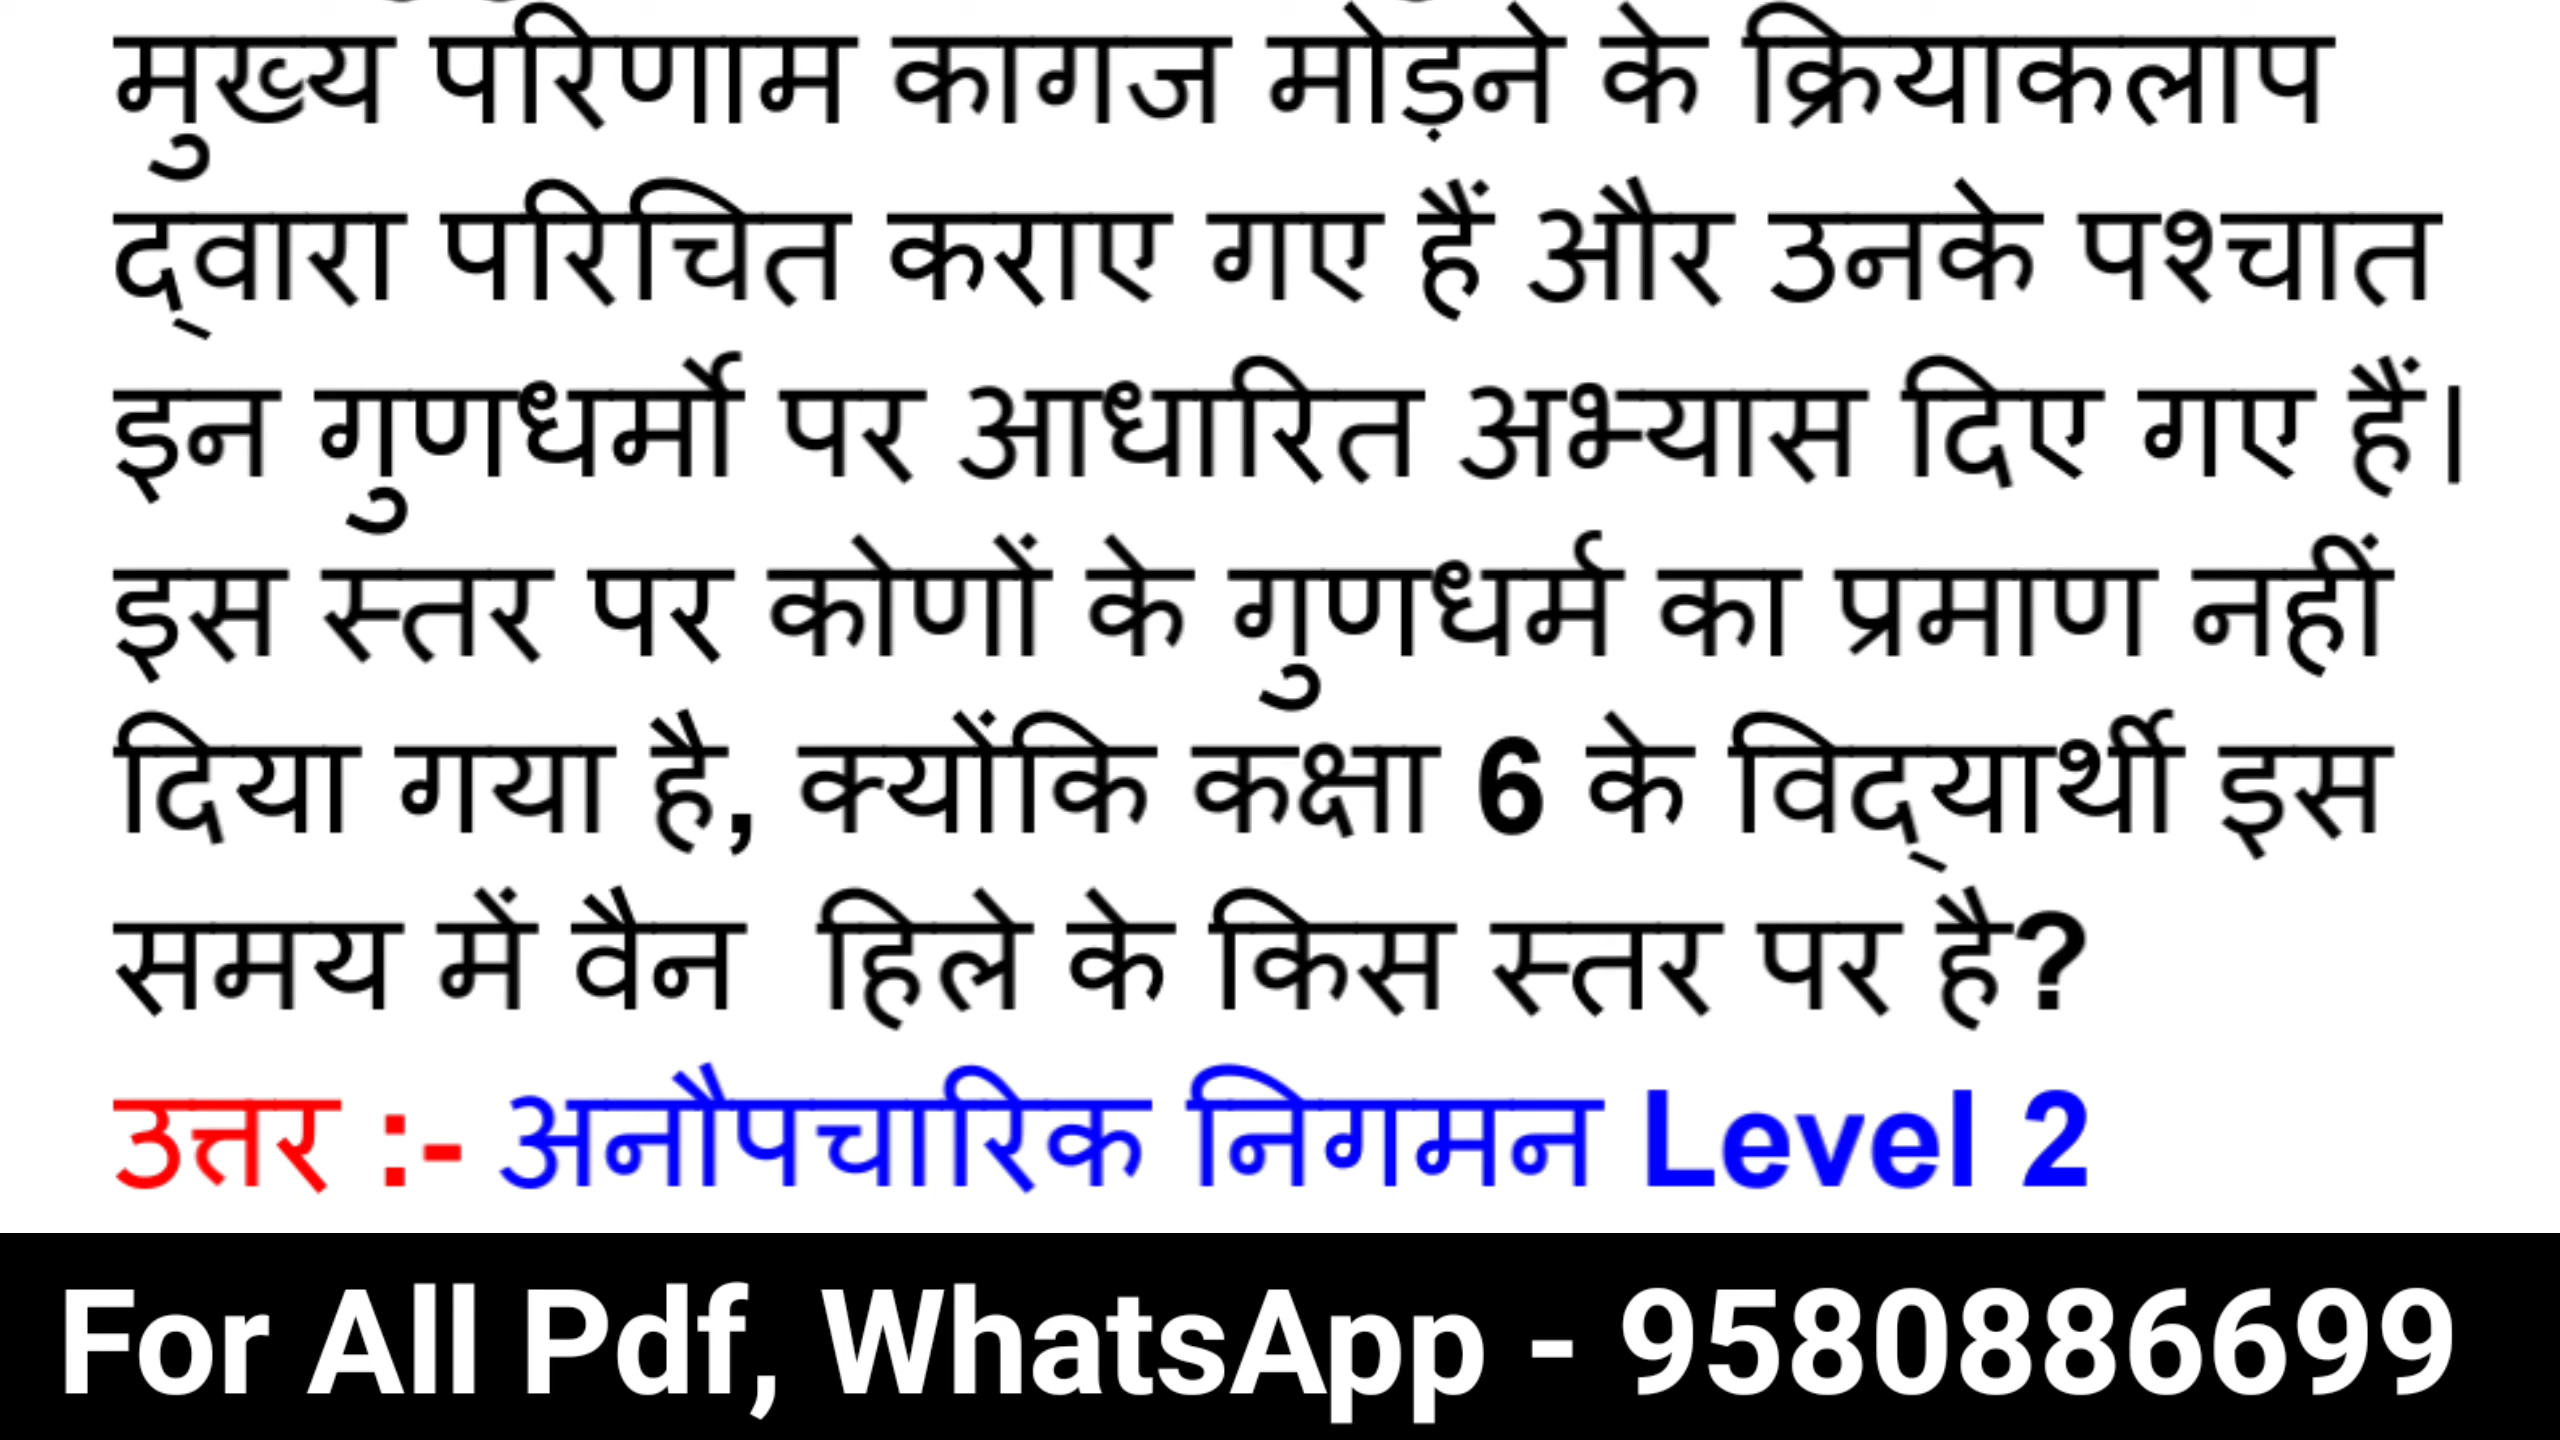 मुख्य परिणाम कागज मोड़ने के क्रियाकलाप
द्वारा परिचित कराए गए हैं और उनके पश्चात
इन गुणधर्मो पर आधारित अभ्यास दिए गए हैं।
इस स्तर पर कोणों के गुणधर्म का प्रमाण नहीं
दिया गया है, क्योंकि कक्षा 6 के विद्यार्थी इस
समय में वैन हिले के किस स्तर पर है?
उत्तर :- अनौपचारिक निगमन Level 2
For All Pdf, WhatsApp - 9580886699